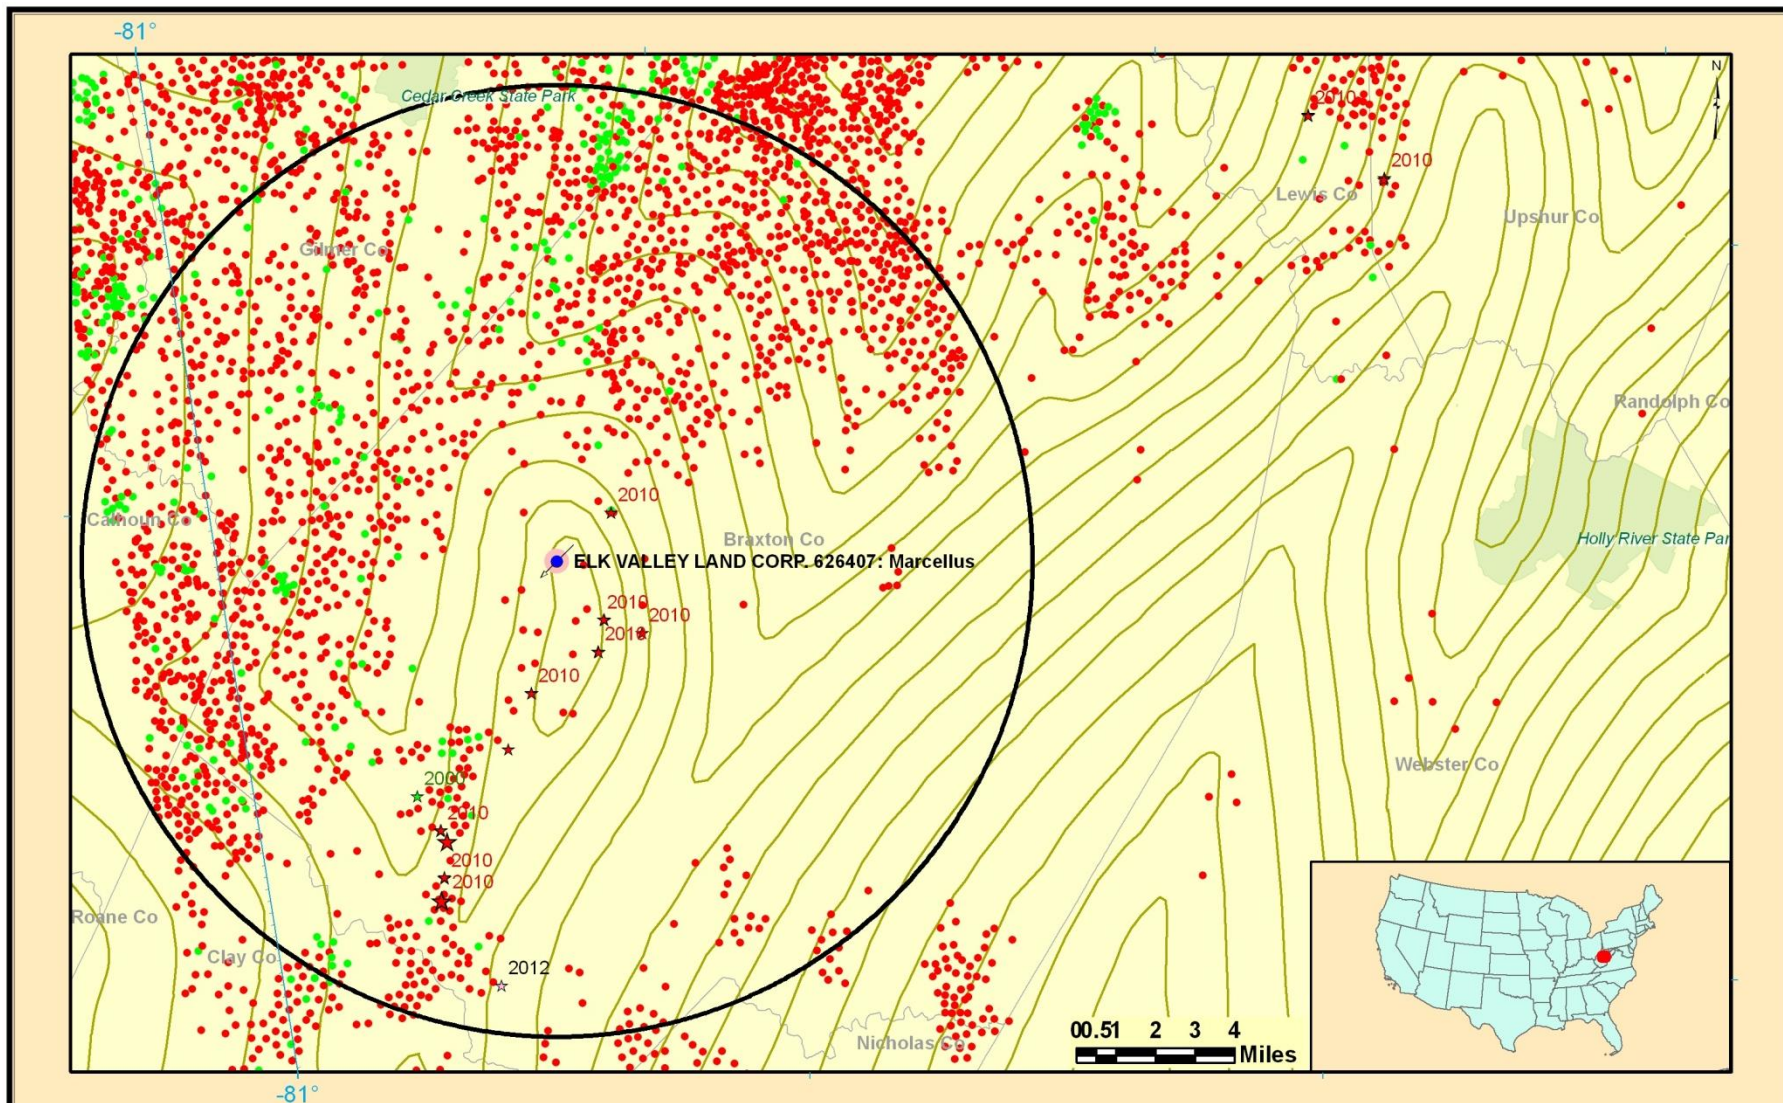 -81°
N
Cedar Creek State Park
2010
2010
Lewis Co
Upshur Co
Gilmer Co
Randolph Co
2010
Calhoun Co
Braxton Co
Holly River State Par
ELK VALLEY LAND CORP. 626407: Marcellus
2010
2010
2010
2010
Webster Co
2000
2010
2010
2010
Roane Co
Clay Co
2012
Nicholas Co
00.51 2 3 4
Miles
-81°